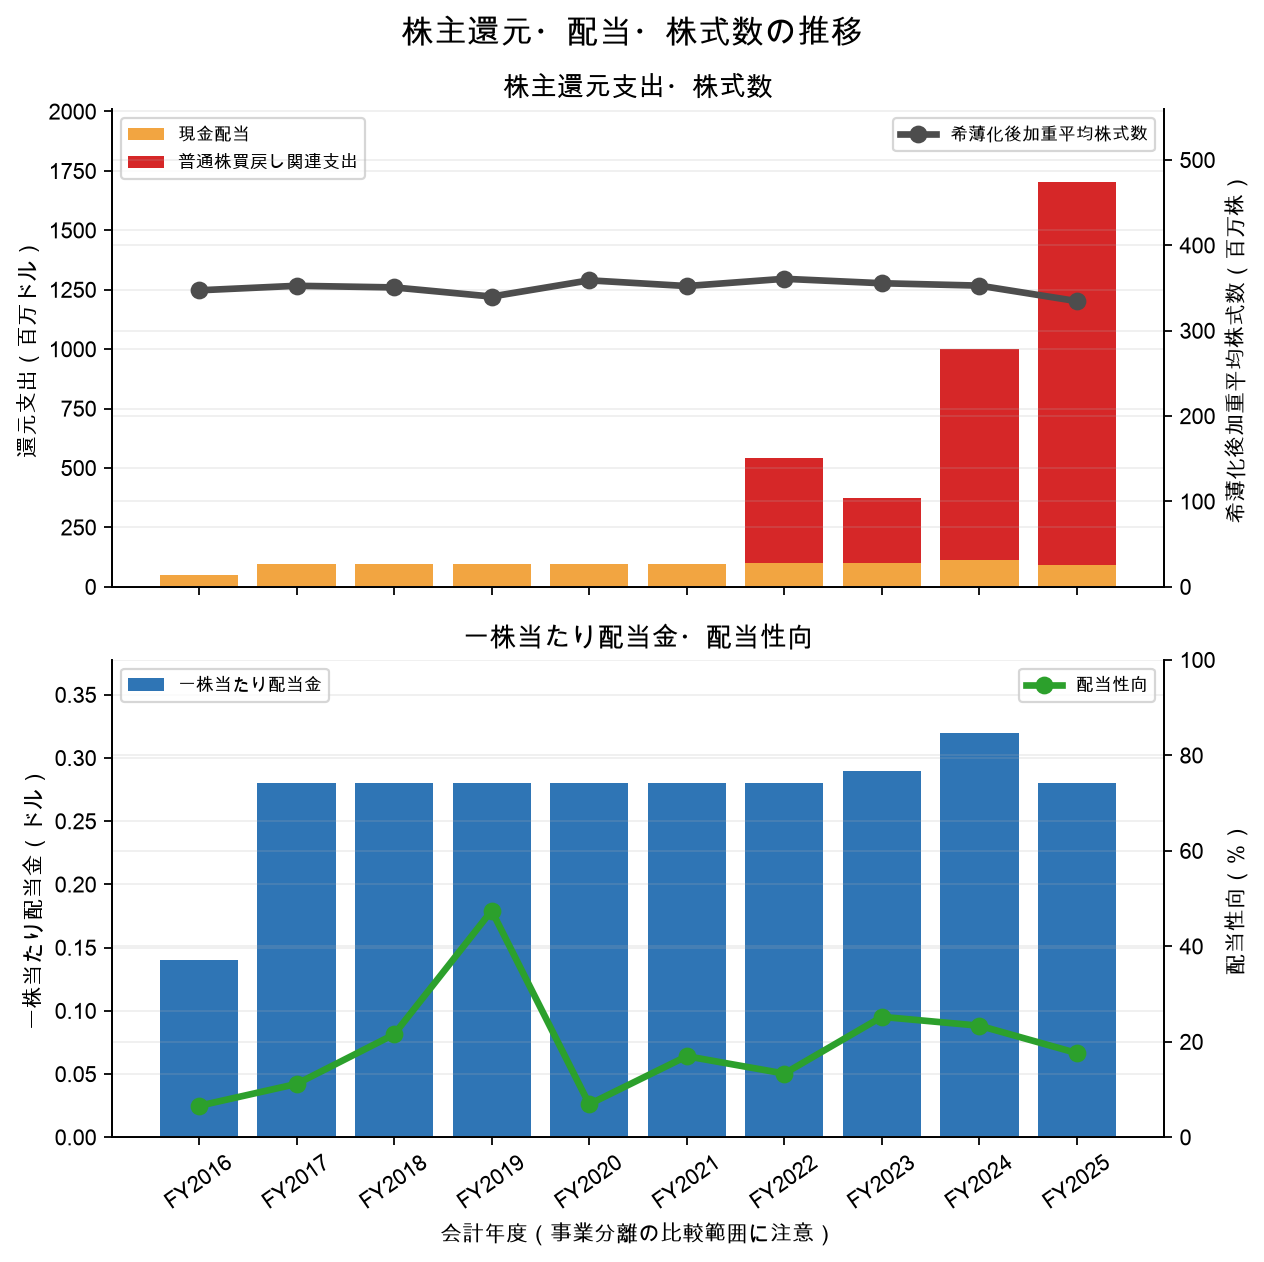 株主還元・配当・株式数の推移
株主還元支出・株式数
現金配当
普通株買戻し関連支出
希薄化後加重平均株式数
2000
1750
1500
1250
1000
750
500
250
0
還元支出(百万ドル)
500
400
300
200
100
0
希薄化後加重平均株式数(百万株)
一株当たり配当金・配当性向
一株当たり配当金
配当性向
0.35
0.30
0.25
0.20
0.15
0.10
0.05
0.00
一株当たり配当金(ドル)
100
80
60
40
20
0
配当性向(%)
FY2016 FY2017 FY2018 FY2019 FY2020 FY2021 FY2022 FY2023 FY2024 FY2025
会計年度(事業分離の比較範囲に注意)